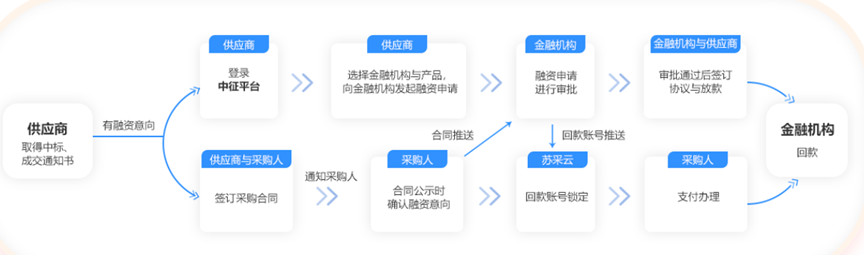 供应商
取得中标、
成交通知书
有融资意向
供应商
登录
中征平台
供应商
选择金融机构与产品,
向金融机构发起融资申请
金融机构
融资申请
进行审批
金融机构与供应商
审批通过后签订
协议与放款
合同推送
回款账号推送
供应商与采购人
签订采购合同
通知采购人
采购人
合同公示时
确认融资意向
苏采云
回款账号锁定
采购人
支付办理
金融机构
回款